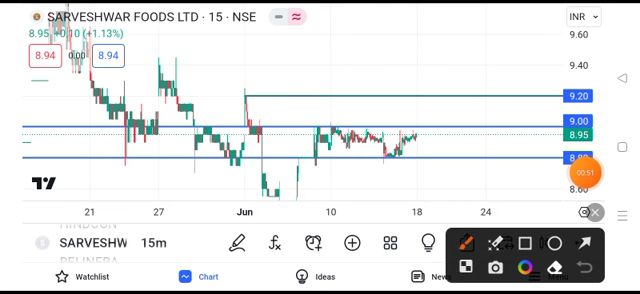 SARVESHWAR FOODS LTD · 15 · NSE
INR
8.95 +0.10 (+1.13%)
8.94 0.00 8.94
9.60
9.40
9.20
9.00
8.95
00:51
8.60
21 27 Jun 10 18 24
SARVESHW 15m
Watchlist Chart Ideas News